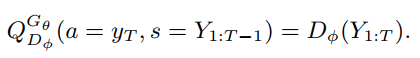 $Q_{D_\phi}^{G_\theta}(a = y_T, s = Y_{1:T-1}) = D_\phi(Y_{1:T}).$